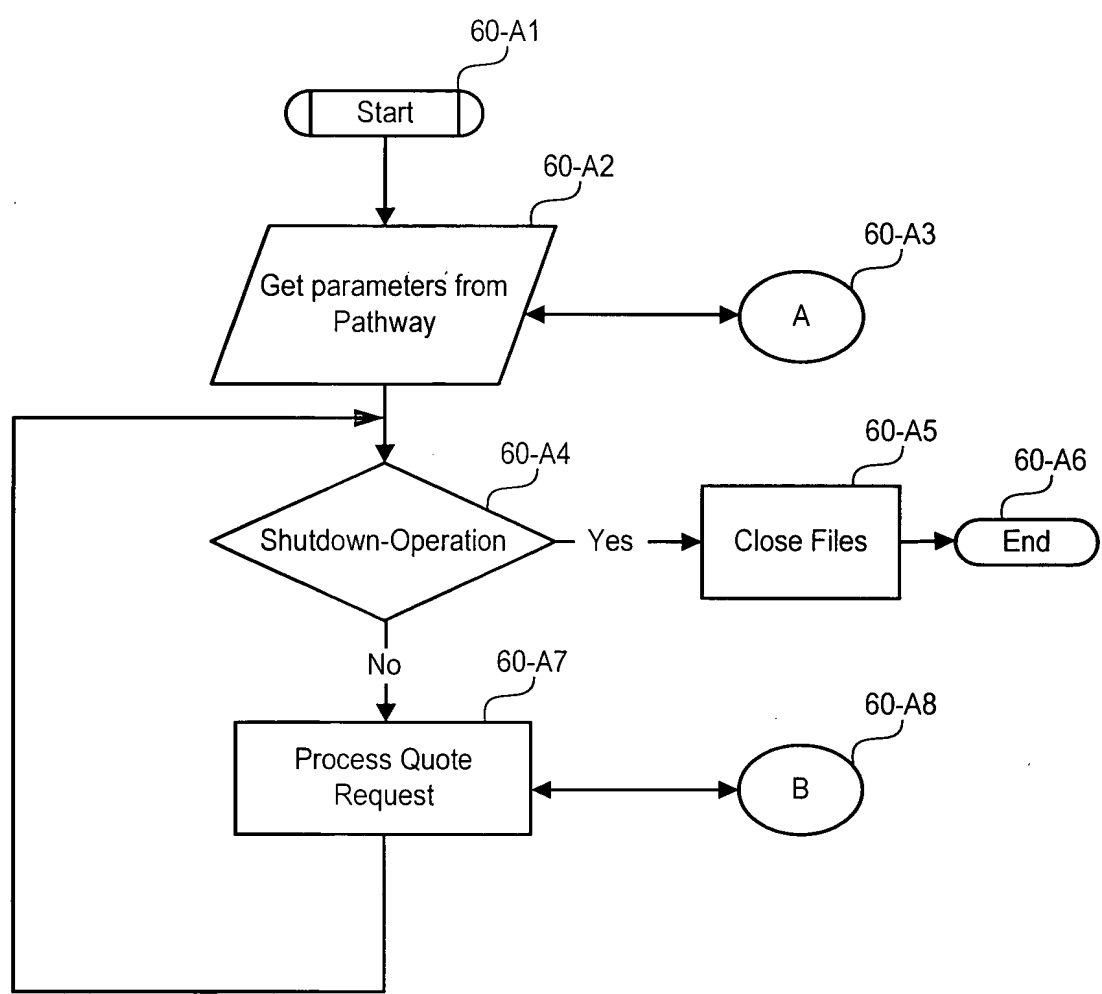 60-A1
Start
60-A2
Get parameters from
Pathway
60-A3
A
60-A4
Shutdown-Operation
Yes
60-A5
Close Files
60-A6
End
No
60-A7
Process Quote
Request
60-A8
B